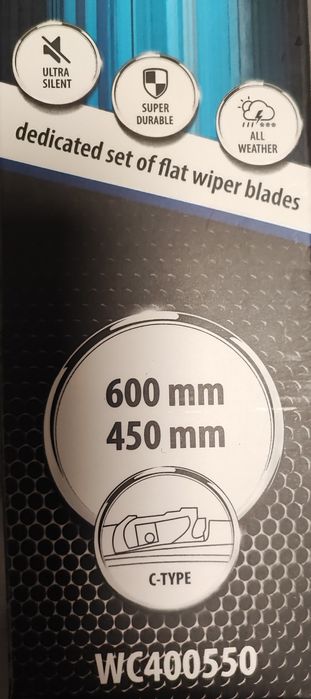 ULTRA
SILENT
SUPER
DURABLE
ALL
WEATHER
dedicated set of flat wiper blades
600 mm
450 mm
C-TYPE
WC400550